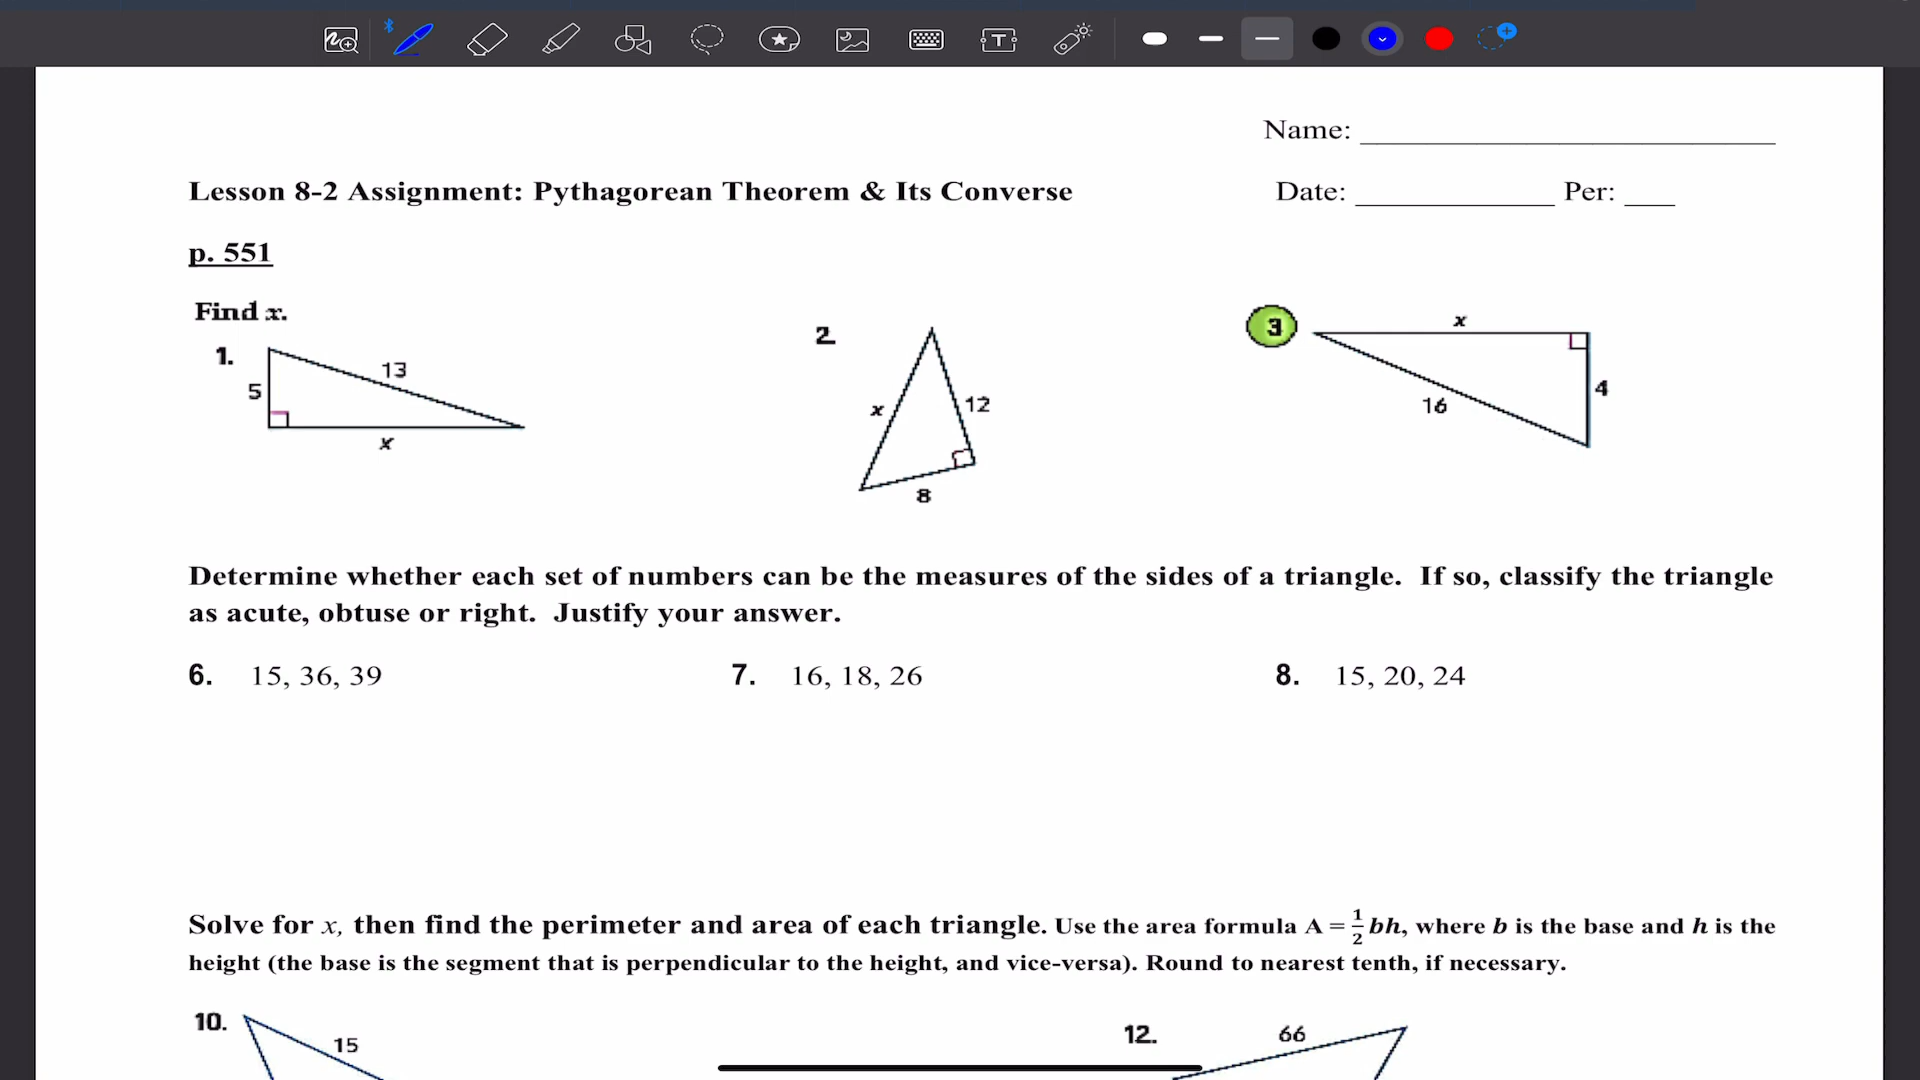 Name: ______________________________
Lesson 8-2 Assignment: Pythagorean Theorem & Its Converse Date: ______________ Per: ____
p. 551
Find x.
1. 5 13 x
2. x 12 8
3 x 16 4
Determine whether each set of numbers can be the measures of the sides of a triangle. If so, classify the triangle
as acute, obtuse or right. Justify your answer.
6. 15, 36, 39 7. 16, 18, 26 8. 15, 20, 24
Solve for x, then find the perimeter and area of each triangle. Use the area formula A = 1/2 bh, where b is the base and h is the
height (the base is the segment that is perpendicular to the height, and vice-versa). Round to nearest tenth, if necessary.
10. 15 12. 66